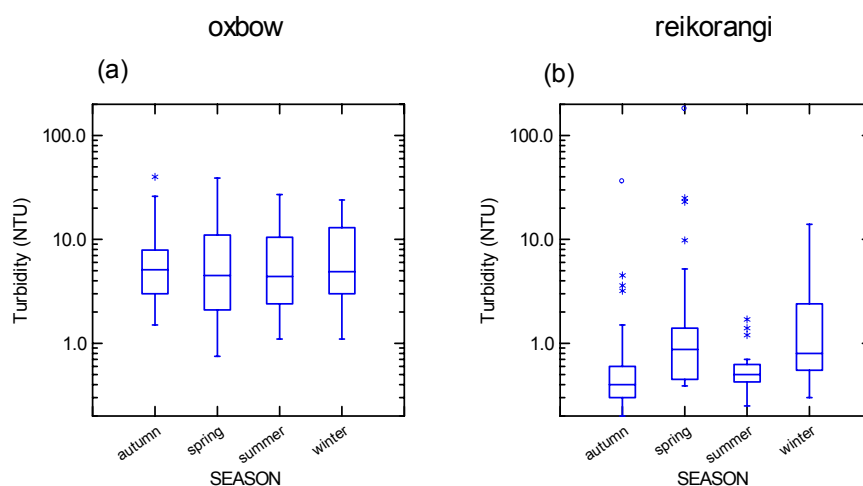 oxbow
reikorangi
(a)
(b)
100.0
10.0
1.0
Turbidity (NTU)
autumn
spring
summer
winter
SEASON
100.0
10.0
1.0
Turbidity (NTU)
autumn
spring
summer
winter
SEASON